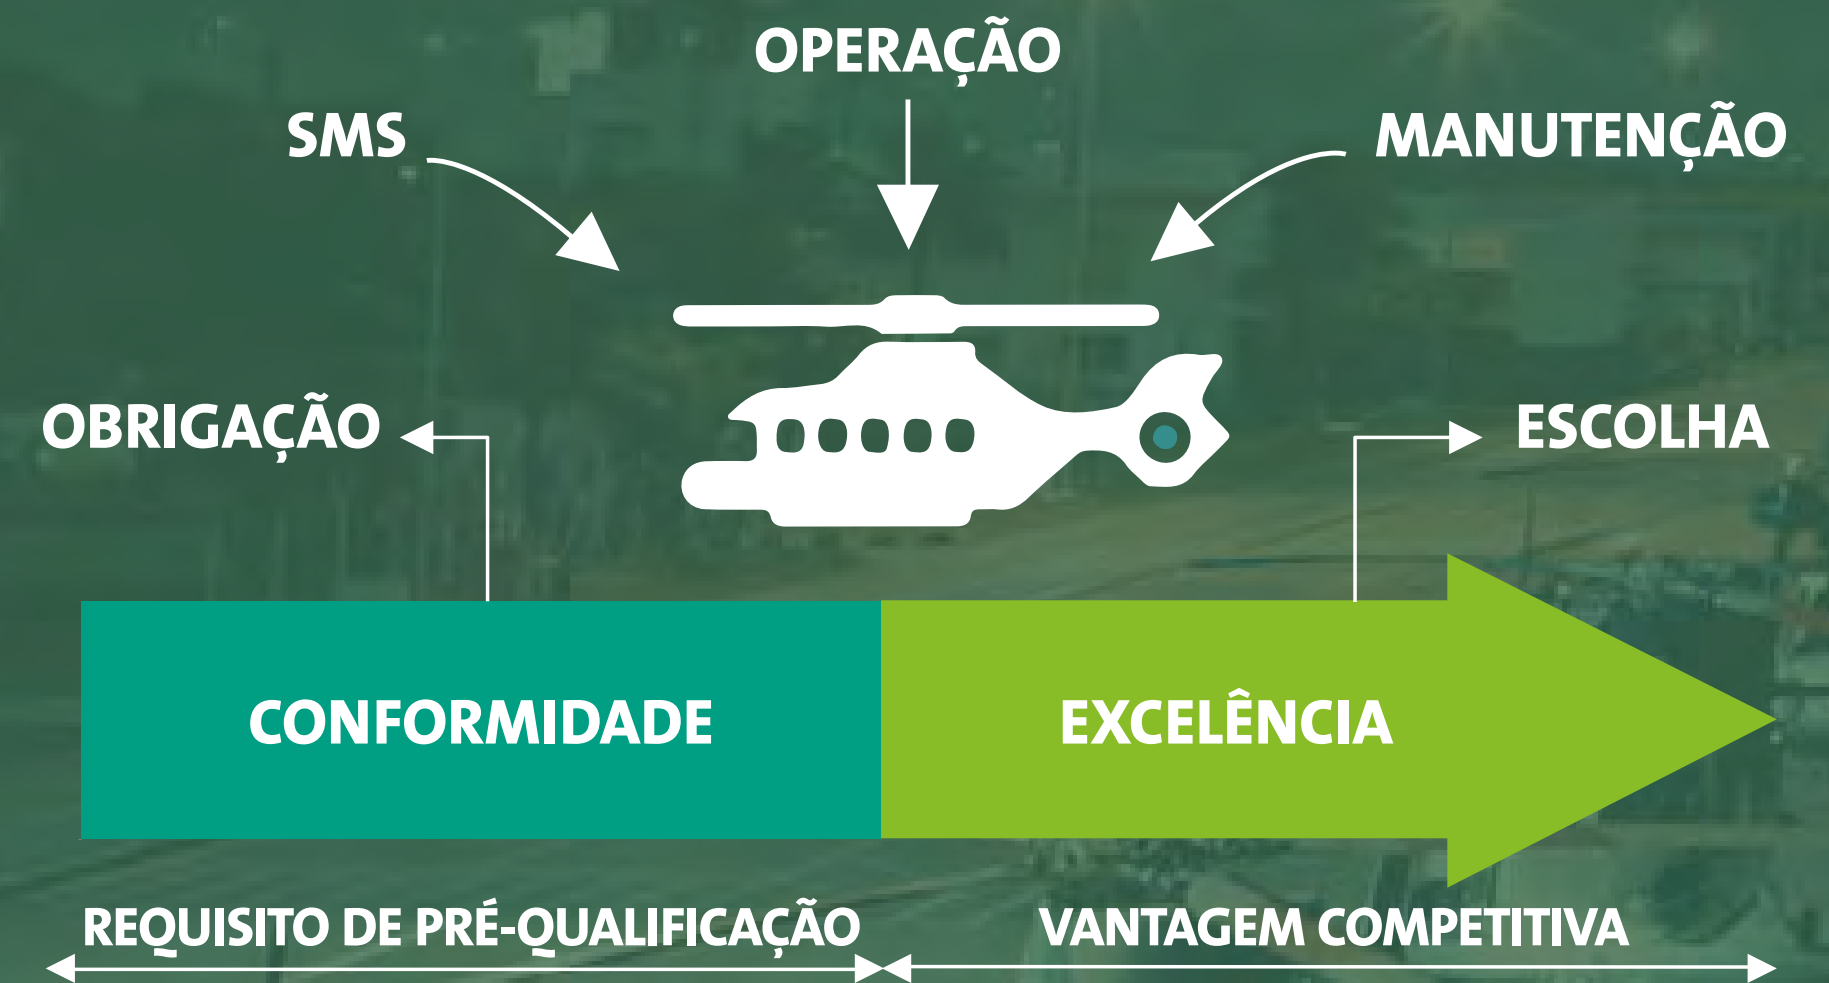 OPERAÇÃO
SMS
MANUTENÇÃO
OBRIGAÇÃO
ESCOLHA
CONFORMIDADE
EXCELÊNCIA
REQUISITO DE PRÉ-QUALIFICAÇÃO
VANTAGEM COMPETITIVA